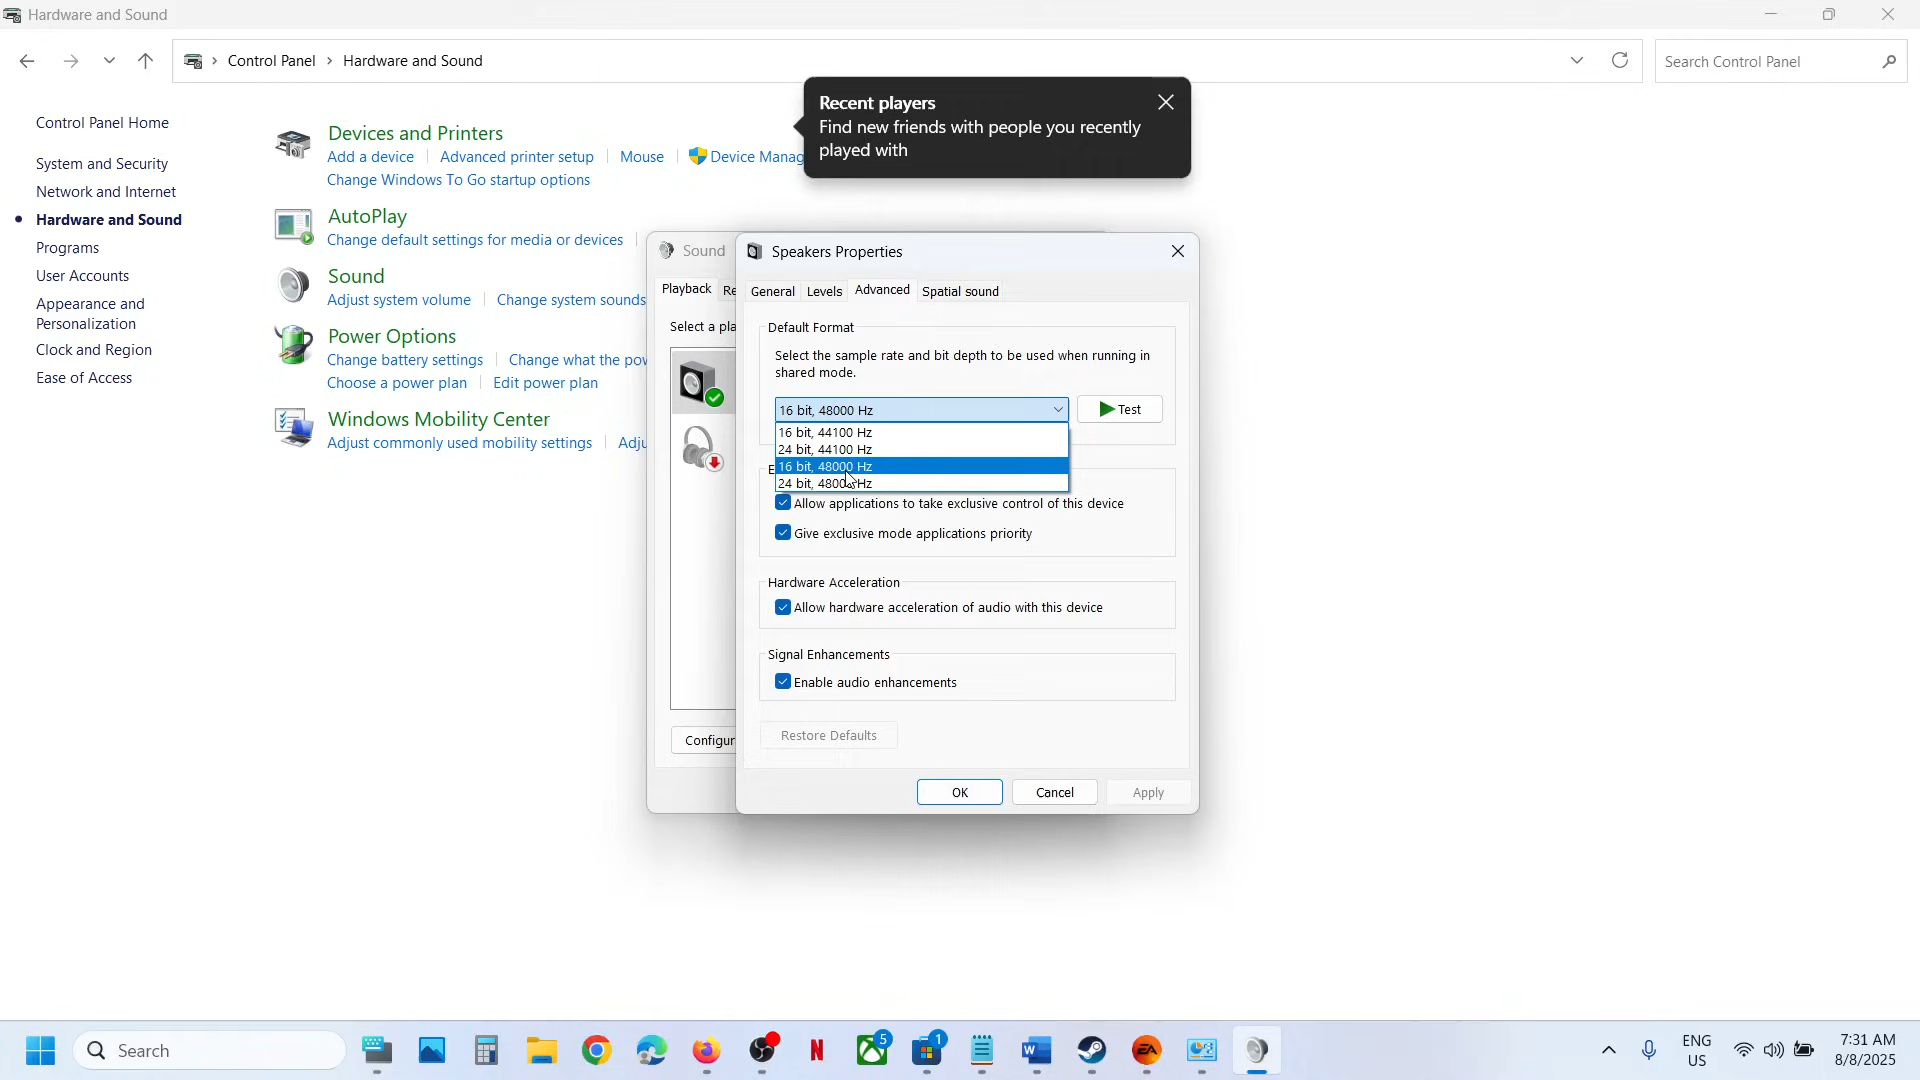 Hardware and Sound
Control Panel > Hardware and Sound
Search Control Panel
Control Panel Home
System and Security
Network and Internet
Hardware and Sound
Programs
User Accounts
Appearance and
Personalization
Clock and Region
Ease of Access
Devices and Printers
Add a device
Advanced printer setup
Mouse
Device Manag
Change Windows To Go startup options
AutoPlay
Change default settings for media or devices
Sound
Adjust system volume
Change system sounds
Power Options
Change battery settings
Change what the pow
Choose a power plan
Edit power plan
Windows Mobility Center
Adjust commonly used mobility settings
Adju
Recent players
Find new friends with people you recently
played with
Sound
Playback
Re
Select a pla
Configur
Speakers Properties
General
Levels
Advanced
Spatial sound
Default Format
Select the sample rate and bit depth to be used when running in
shared mode.
16 bit, 48000 Hz
Test
16 bit, 44100 Hz
24 bit, 44100 Hz
16 bit, 48000 Hz
24 bit, 48000 Hz
E
Allow applications to take exclusive control of this device
Give exclusive mode applications priority
Hardware Acceleration
Allow hardware acceleration of audio with this device
Signal Enhancements
Enable audio enhancements
Restore Defaults
OK
Cancel
Apply
Search
N
5
1
W
EA
ENG
US
7:31 AM
8/8/2025